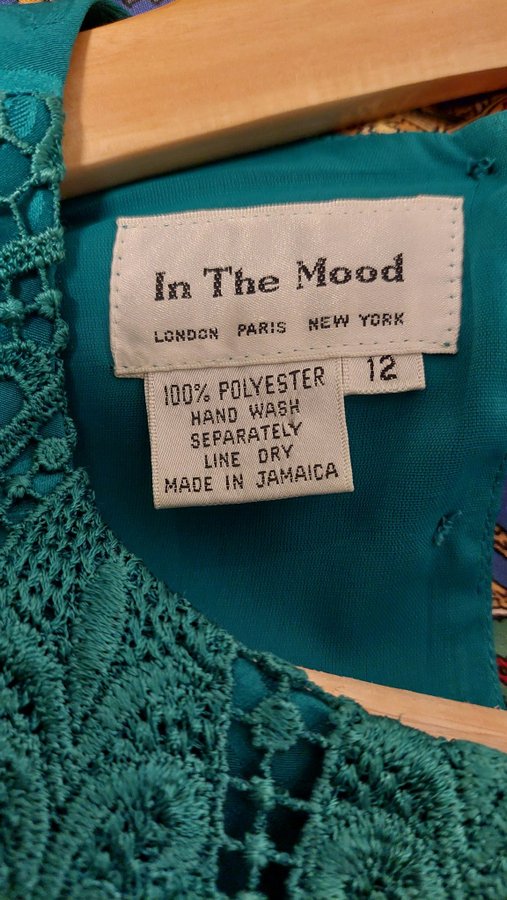 In The Mood
LONDON PARIS NEW YORK
12
100% POLYESTER
HAND WASH
SEPARATELY
LINE DRY
MADE IN JAMAICA